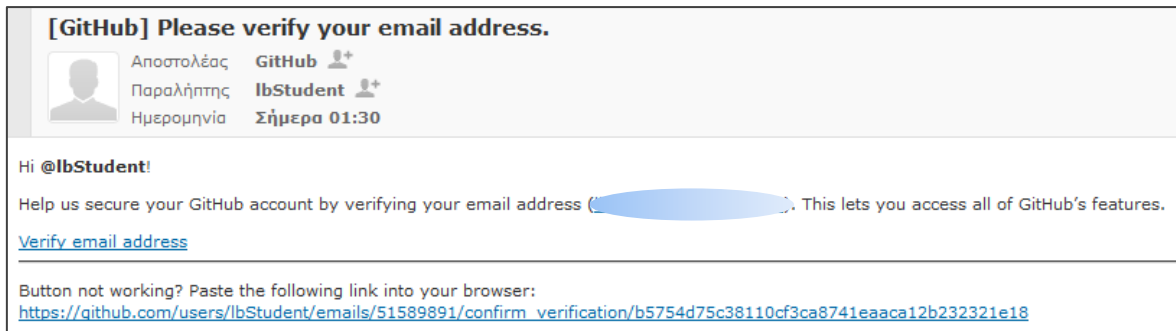 [GitHub] Please verify your email address.
Αποστολέας GitHub
Παραλήπτης lbStudent
Ημερομηνία Σήμερα 01:30
Hi @lbStudent!
Help us secure your GitHub account by verifying your email address ( ). This lets you access all of GitHub's features.
Verify email address
Button not working? Paste the following link into your browser:
https://github.com/users/lbStudent/emails/51589891/confirm_verification/b5754d75c38110cf3ca8741eaaca12b232321e18